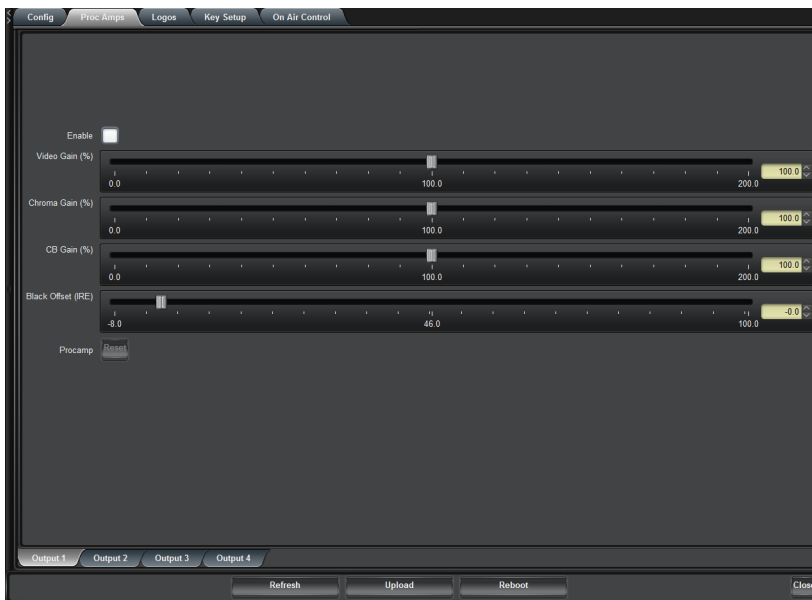 Config Proc Amps Logos Key Setup On Air Control
Enable
Video Gain (%)
0.0 100.0 200.0 100.0
Chroma Gain (%)
0.0 100.0 200.0 100.0
CB Gain (%)
0.0 100.0 200.0 100.0
Black Offset (IRE)
-8.0 46.0 100.0 -0.0
Procamp Reset
Output 1 Output 2 Output 3 Output 4
Refresh Upload Reboot Close